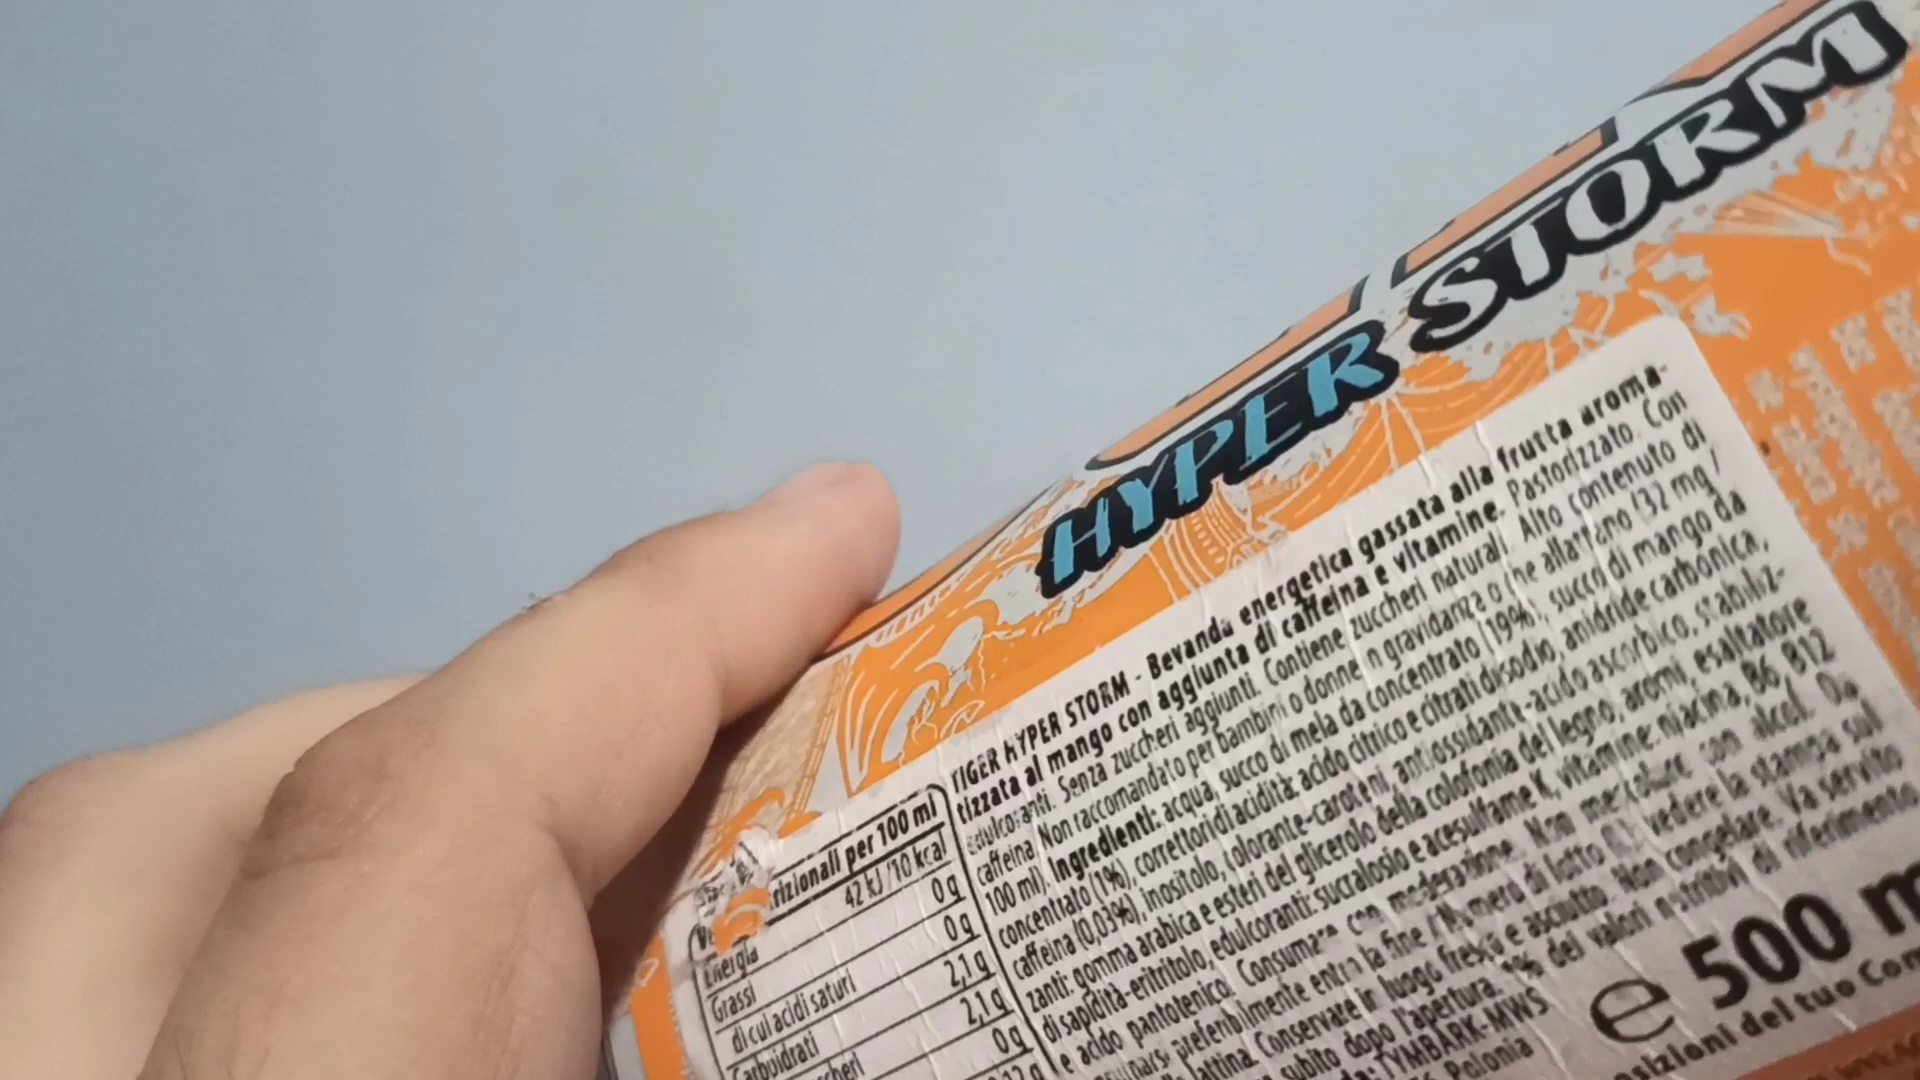 HYPER STORM
TIGER HYPER STORM - Bevanda energetica gassata alla frutta aroma-
tizzata al mango con aggiunta di caffeina e vitamine. Pastorizzato. Con
edulcoranti. Senza zuccheri aggiunti. Contiene zuccheri naturali. Alto contenuto di
caffeina. Non raccomandato per bambini o donne in gravidanza o che allattano (32 mg/
100 ml). Ingredienti: acqua, succo di mela da concentrato (19%), succo di mango da
concentrato (1%), correttori di acidità: acido citrico e citrati di sodio, anidride carbonica,
caffeina (0,03%), inositolo, colorante-caroteni, antiossidante-acido ascorbico, stabiliz-
zanti: gomma arabica e esteri del glicerolo della colofonia del legno, aromi, esaltatore
di sapidità-eritritolo, edulcoranti: sucralosio e acesulfame K, vitamine: niacina, B6, B12
e acido pantotenico. Consumare con moderazione. Non mescolare con alcol. Da
preferibilmente entro la fine / Numero di lotto vedere la stampa sul
lattina. Conservare in luogo fresco e asciutto. Non congelare. Va servito
subito dopo l'apertura. del valori nutritivi di riferimento
TYMBARK-MWS
Polonia
e 500 m
per 100 ml
Energia 42 kJ/10 kcal
Grassi 0 g
di cui acidi saturi 0 g
Carboidrati 2,1 g
2,1 g
0 g
del tuo